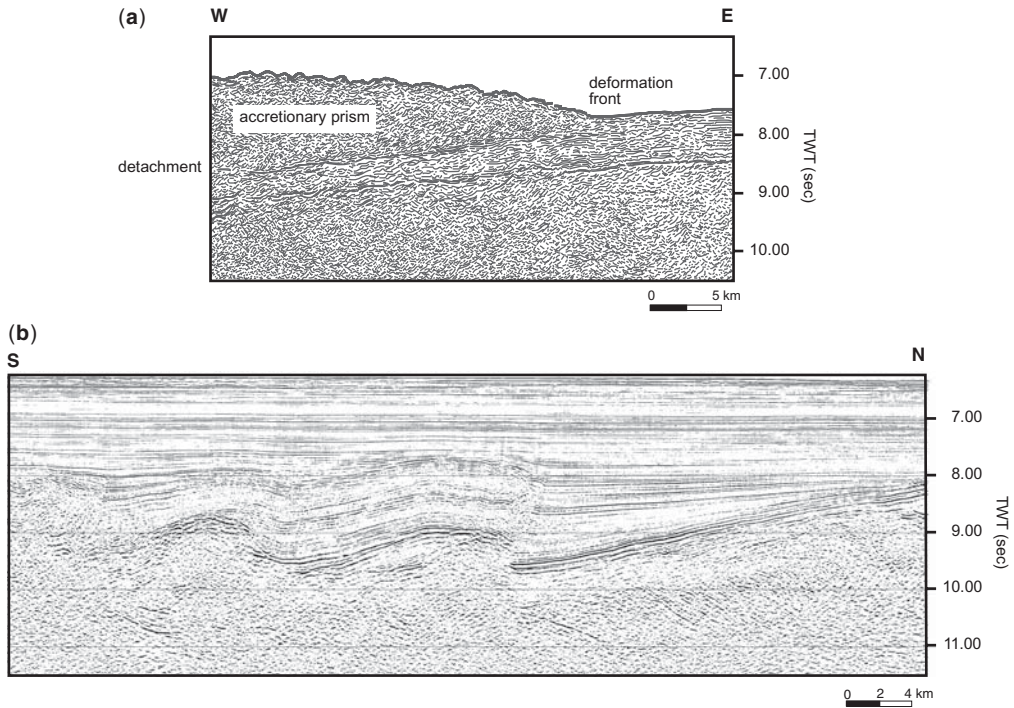 (a)
W
E
deformation
front
accretionary prism
detachment
7.00
8.00
9.00
10.00
TWT (sec)
0 5 km
(b)
S
N
7.00
8.00
9.00
10.00
11.00
TWT (sec)
0 2 4 km